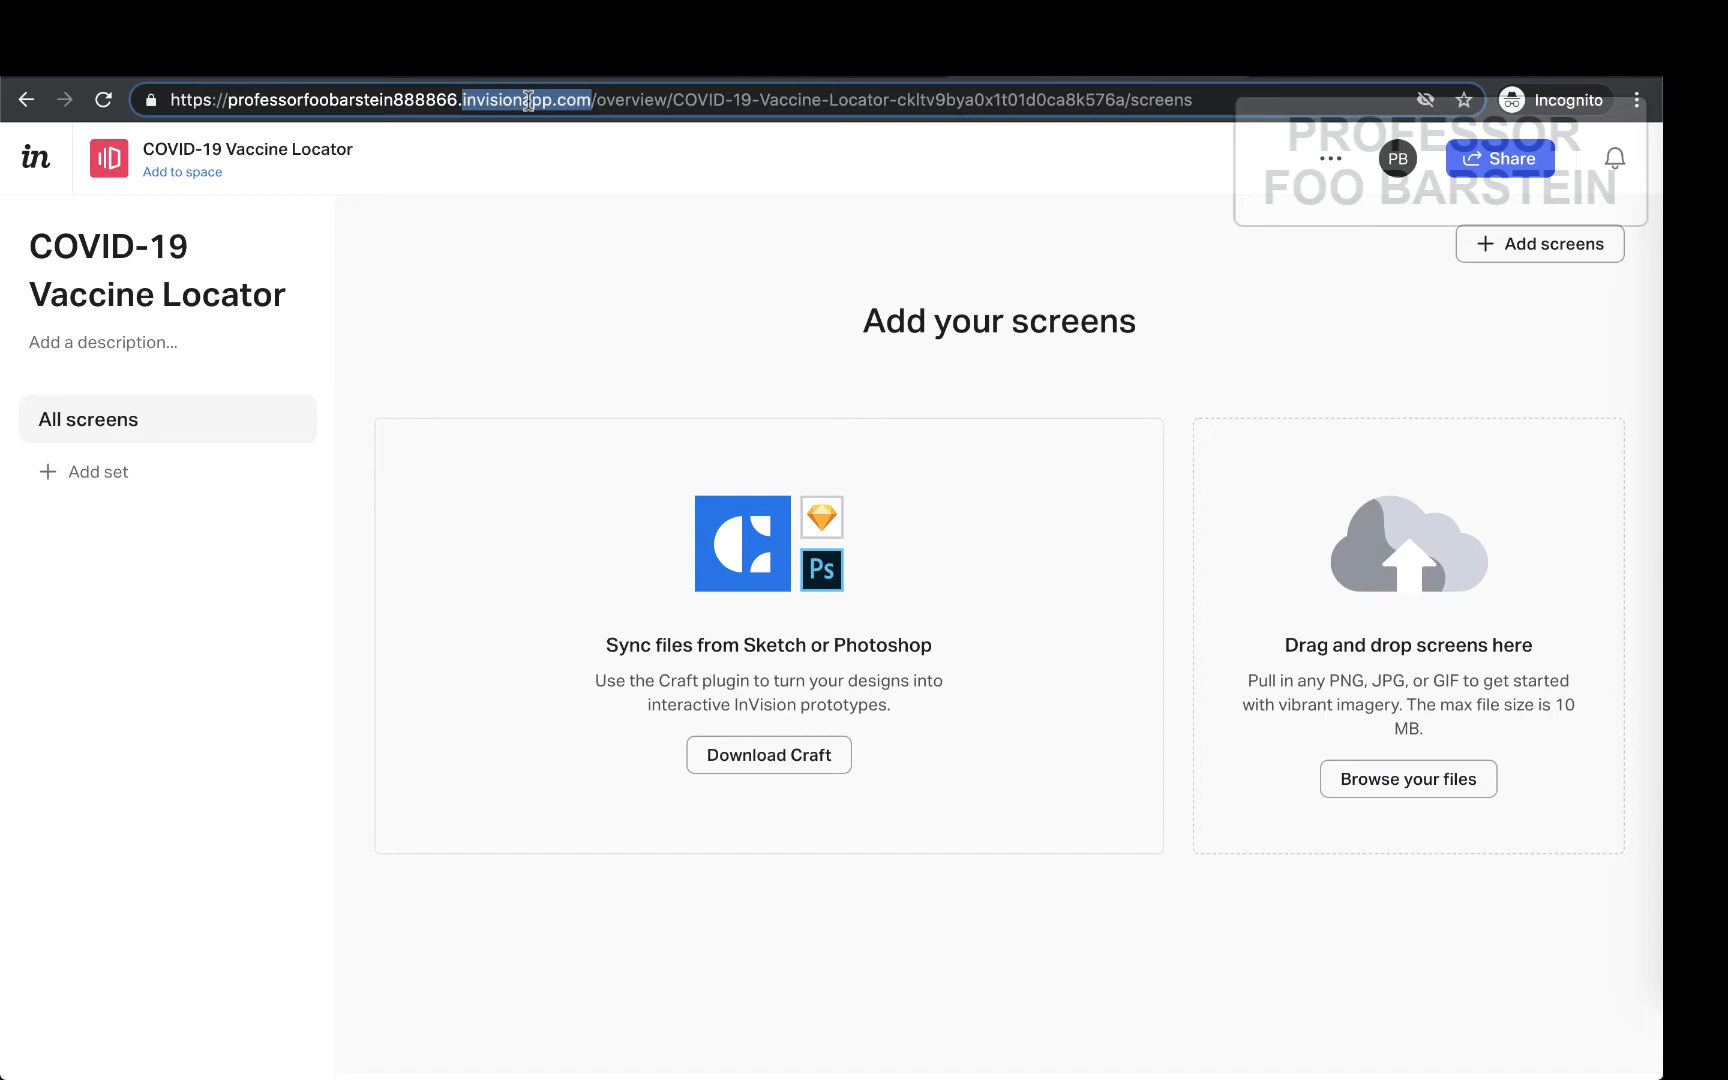 https://professorfoobarstein888866.invisionapp.com/overview/COVID-19-Vaccine-Locator-ckltv9bya0x1t01d0ca8k576a/screens
Incognito
in
COVID-19 Vaccine Locator
Add to space
PB
Share
PROFESSOR
FOO BARSTEIN
COVID-19
Vaccine Locator
Add a description...
All screens
Add set
Add screens
Add your screens
Ps
Sync files from Sketch or Photoshop
Use the Craft plugin to turn your designs into
interactive InVision prototypes.
Download Craft
Drag and drop screens here
Pull in any PNG, JPG, or GIF to get started
with vibrant imagery. The max file size is 10
MB.
Browse your files